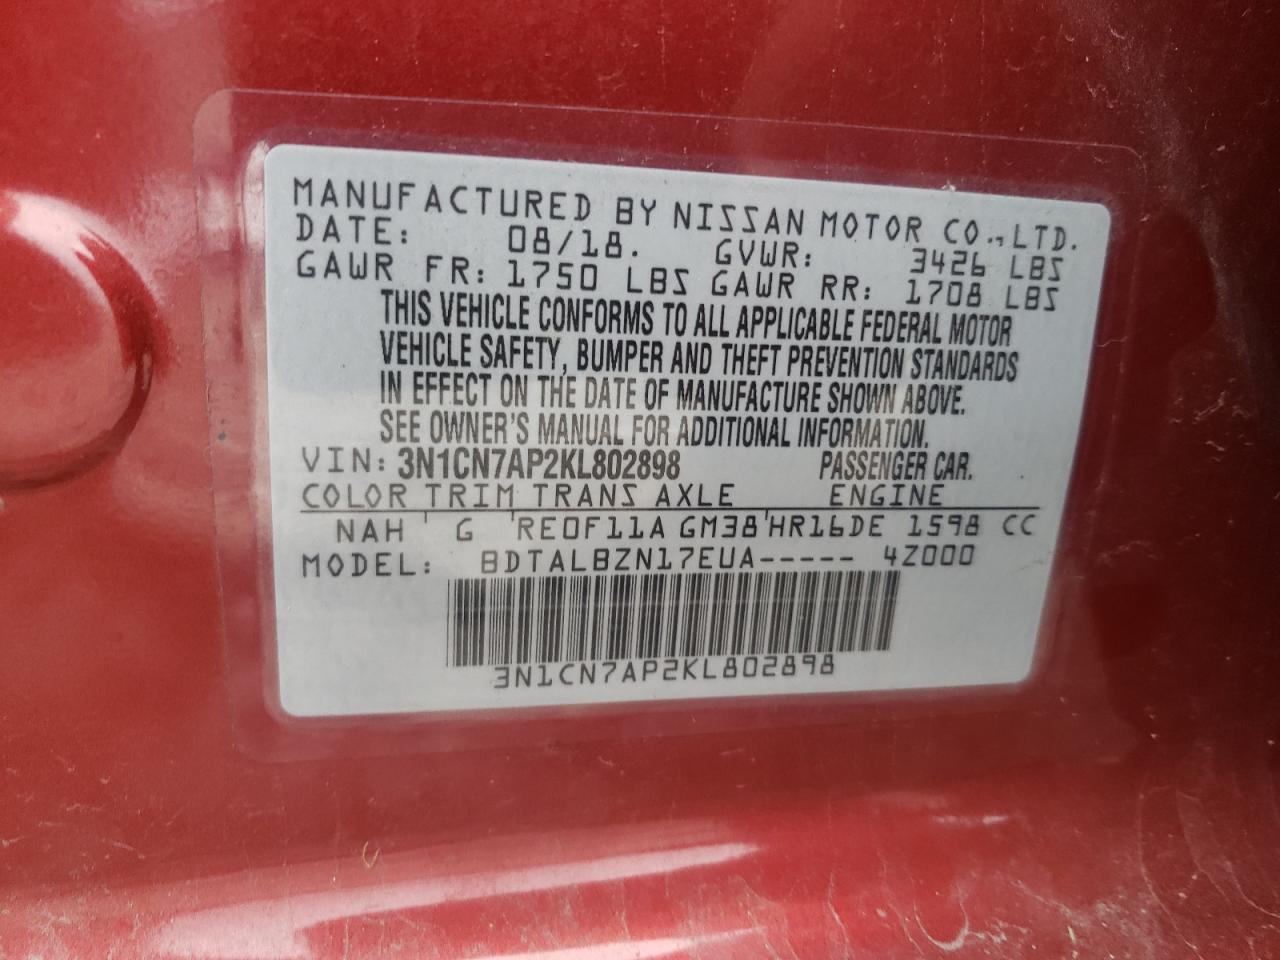 MANUFACTURED BY NISSAN MOTOR CO.,LTD.
DATE: 08/18. GVWR: 3426 LBS
GAWR FR: 1750 LBS GAWR RR: 1708 LBS
THIS VEHICLE CONFORMS TO ALL APPLICABLE FEDERAL MOTOR
VEHICLE SAFETY, BUMPER AND THEFT PREVENTION STANDARDS
IN EFFECT ON THE DATE OF MANUFACTURE SHOWN ABOVE.
SEE OWNER'S MANUAL FOR ADDITIONAL INFORMATION.
VIN: 3N1CN7AP2KL802898 PASSENGER CAR.
COLOR TRIM TRANS AXLE ENGINE
NAH G RE0F11A GM38 HR16DE 1598 CC
MODEL: BDTALBZN17EUA----- 4Z000
3N1CN7AP2KL802898